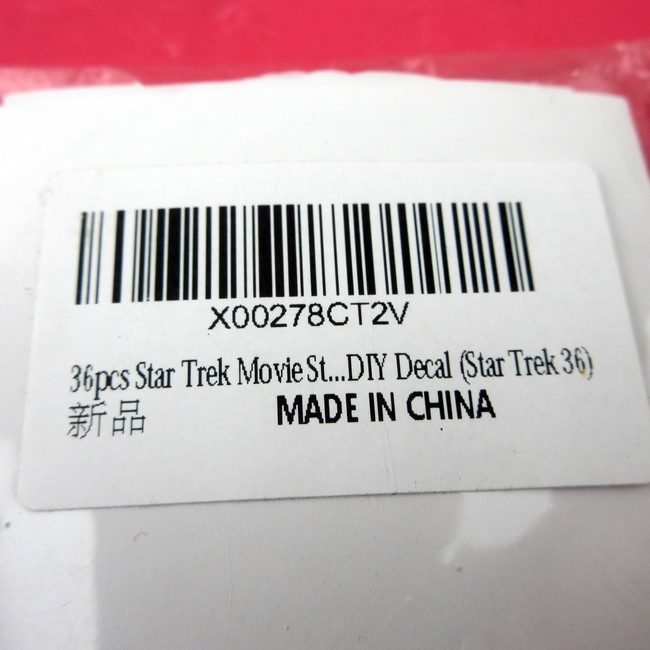 X00278CT2V
36pcs Star Trek Movie St...DIY Decal (Star Trek 36)
新品 MADE IN CHINA